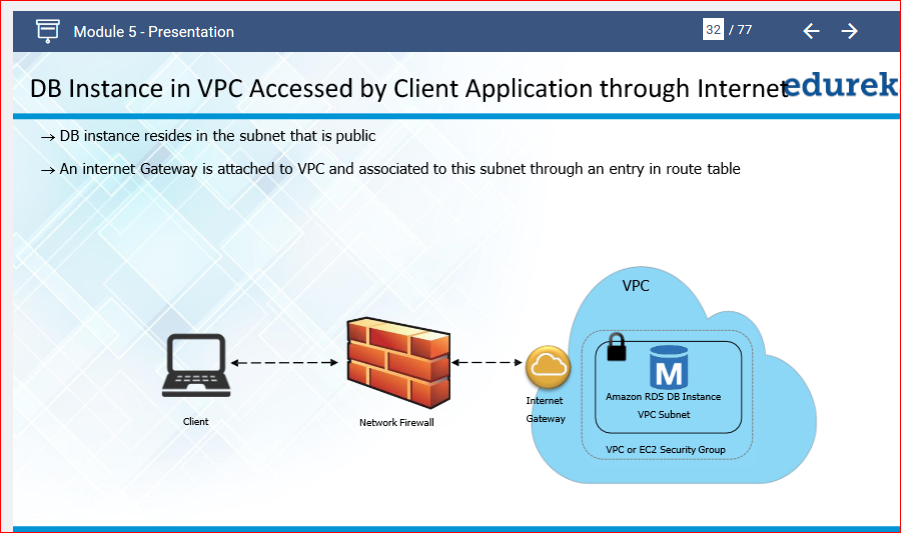 Module 5 - Presentation
32 / 77
DB Instance in VPC Accessed by Client Application through Internet
edurek
→ DB instance resides in the subnet that is public
→ An internet Gateway is attached to VPC and associated to this subnet through an entry in route table
VPC
M
Amazon RDS DB Instance
VPC Subnet
VPC or EC2 Security Group
Internet
Gateway
Client
Network Firewall